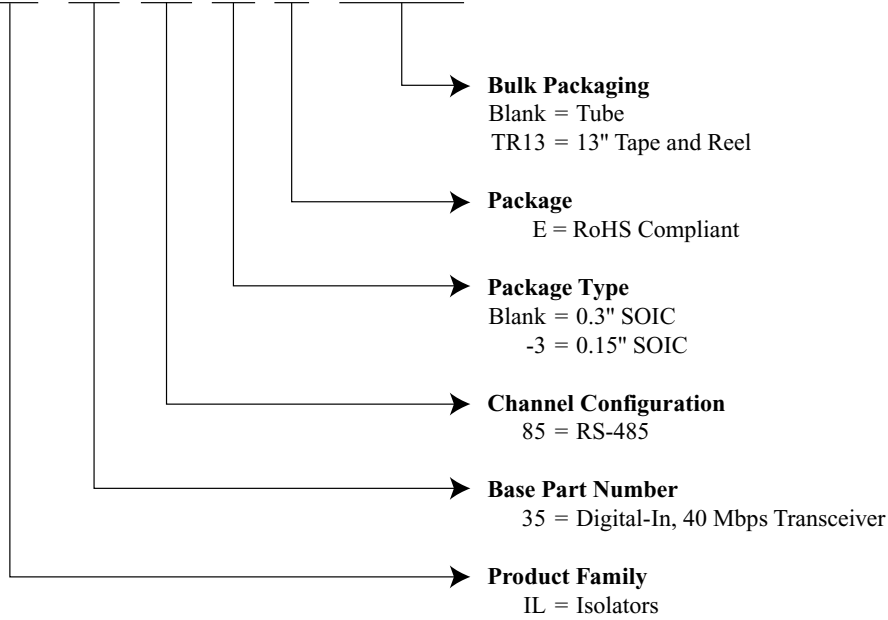 Bulk Packaging
Blank = Tube
TR13 = 13" Tape and Reel
Package
E = RoHS Compliant
Package Type
Blank = 0.3" SOIC
-3 = 0.15" SOIC
Channel Configuration
85 = RS-485
Base Part Number
35 = Digital-In, 40 Mbps Transceiver
Product Family
IL = Isolators